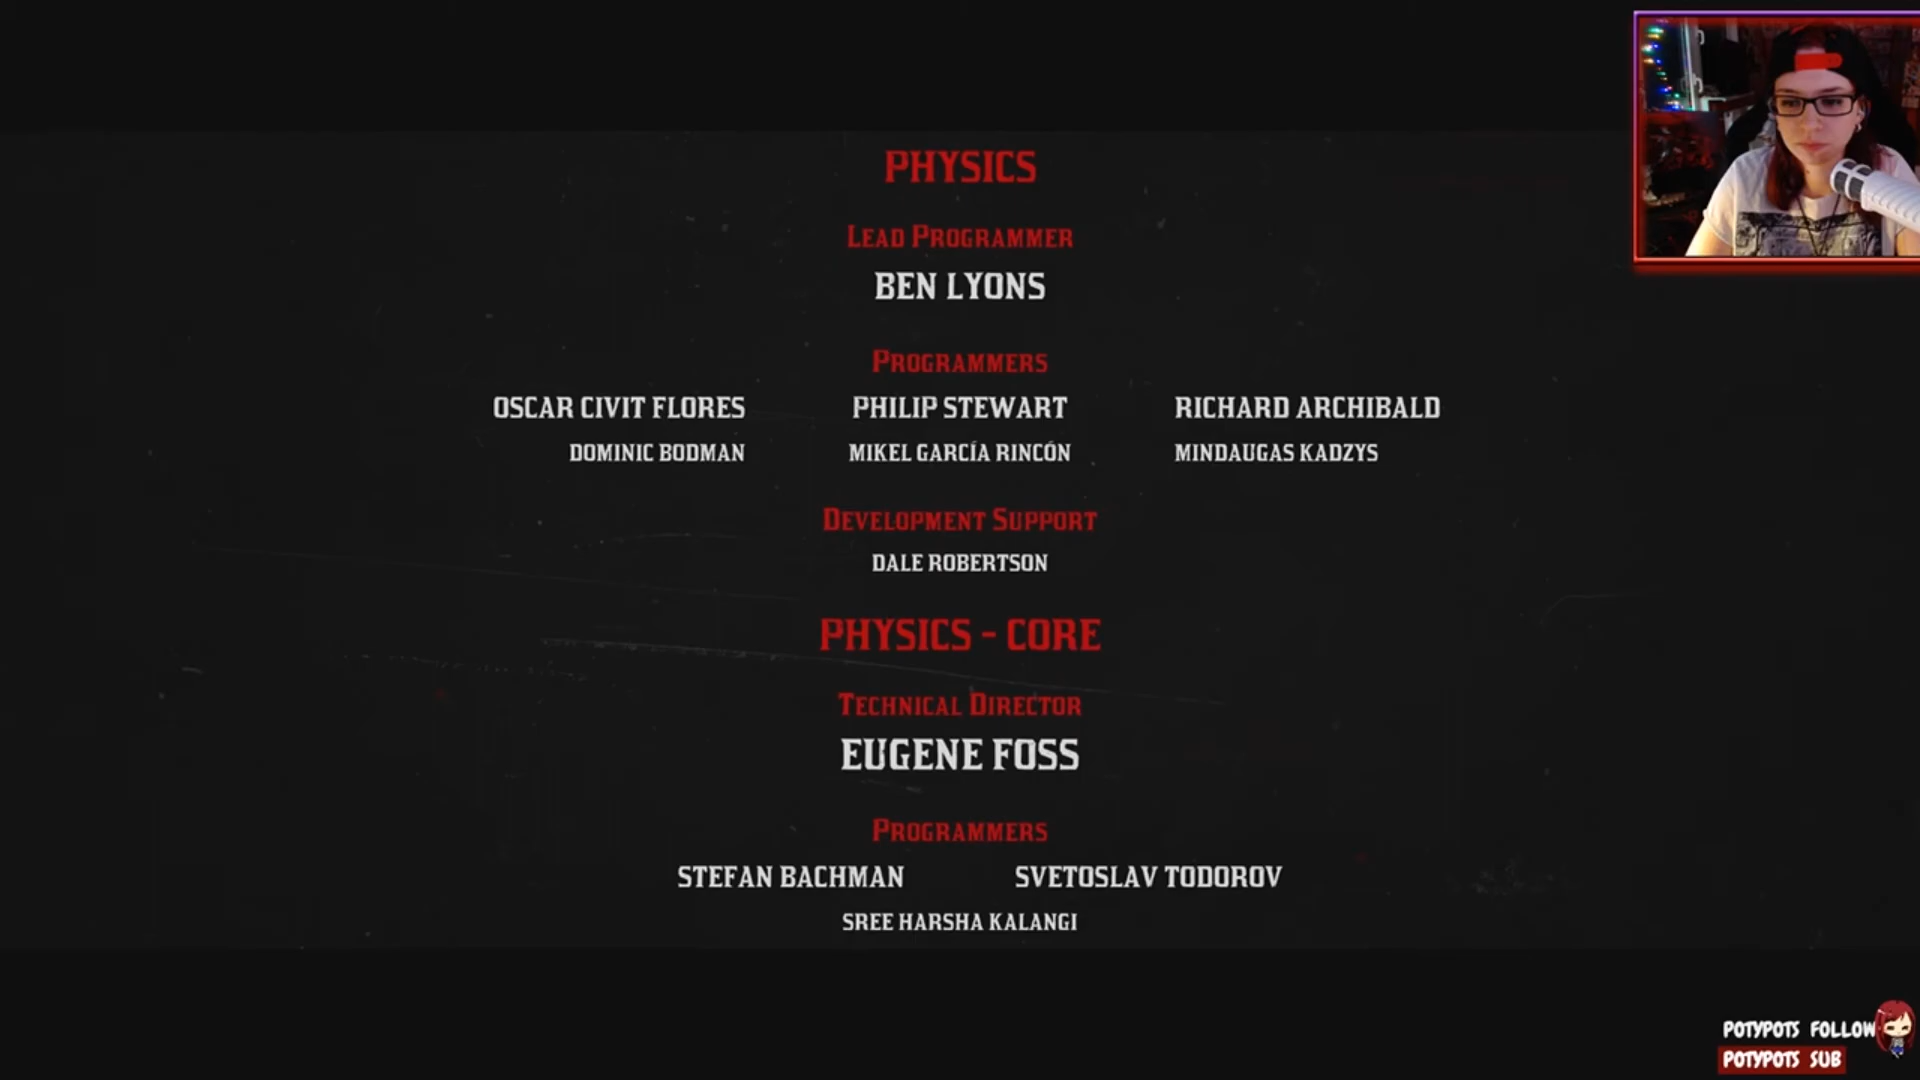 PHYSICS
LEAD PROGRAMMER
BEN LYONS
PROGRAMMERS
OSCAR CIVIT FLORES PHILIP STEWART RICHARD ARCHIBALD
DOMINIC BODMAN MIKEL GARCÍA RINCÓN MINDAUGAS KADZYS
DEVELOPMENT SUPPORT
DALE ROBERTSON
PHYSICS - CORE
TECHNICAL DIRECTOR
EUGENE FOSS
PROGRAMMERS
STEFAN BACHMAN SVETOSLAV TODOROV
SREE HARSHA KALANGI
POTYPOTS FOLLOW
POTYPOTS SUB